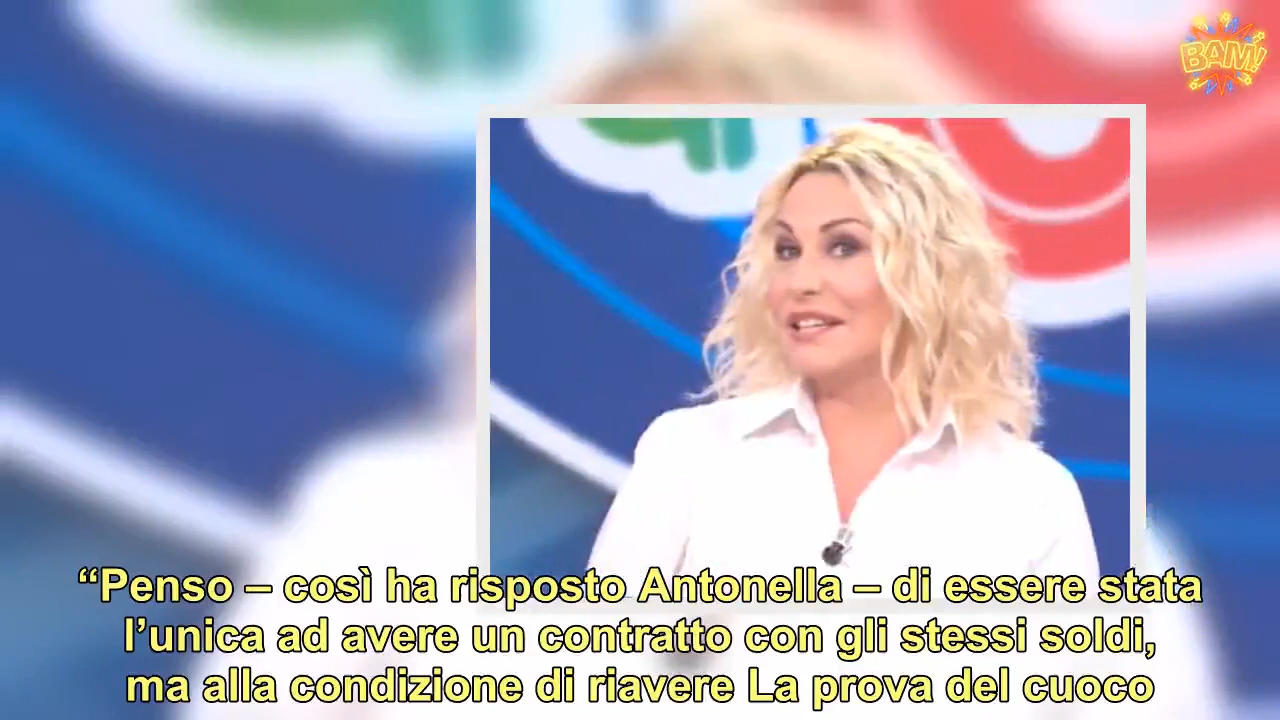 BAM!
“Penso – così ha risposto Antonella – di essere stata
l’unica ad avere un contratto con gli stessi soldi,
ma alla condizione di riavere La prova del cuoco